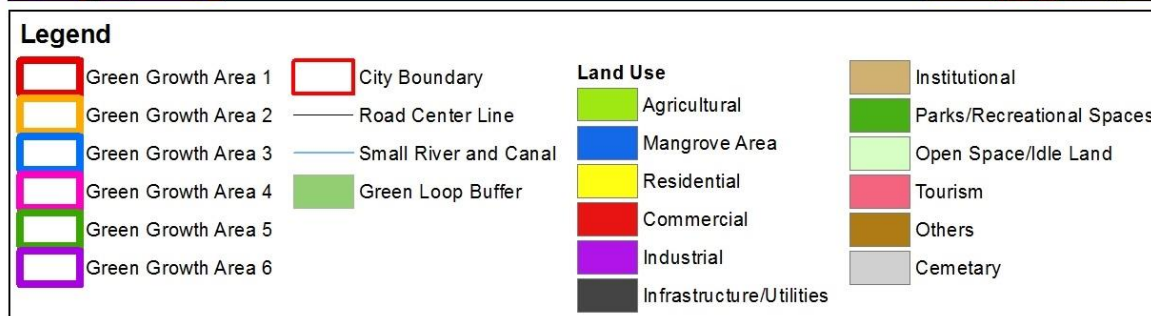 Legend
Green Growth Area 1
Green Growth Area 2
Green Growth Area 3
Green Growth Area 4
Green Growth Area 5
Green Growth Area 6
City Boundary
Road Center Line
Small River and Canal
Green Loop Buffer
Land Use
Agricultural
Mangrove Area
Residential
Commercial
Industrial
Infrastructure/Utilities
Institutional
Parks/Recreational Spaces
Open Space/Idle Land
Tourism
Others
Cemetary